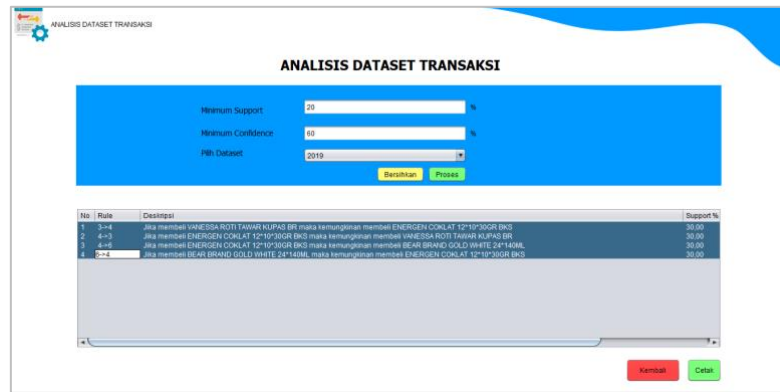 ANALISIS DATASET TRANSAKSI
ANALISIS DATASET TRANSAKSI
Minimum Support 20 %
Minimum Confidence 60 %
Pilih Dataset 2019
Bersihkan Proses
No Rule Deskripsi Support %
1 3->4 Jika membeli VANESSA ROTI TAWAR KUPAS BR maka kemungkinan membeli ENERGEN COKLAT 12*10*30GR BKS 30,00
2 4->3 Jika membeli ENERGEN COKLAT 12*10*30GR BKS maka kemungkinan membeli VANESSA ROTI TAWAR KUPAS BR 30,00
3 4->6 Jika membeli ENERGEN COKLAT 12*10*30GR BKS maka kemungkinan membeli BEAR BRAND GOLD WHITE 24*140ML 30,00
4 6->4 Jika membeli BEAR BRAND GOLD WHITE 24*140ML maka kemungkinan membeli ENERGEN COKLAT 12*10*30GR BKS 30,00
Kembali Cetak